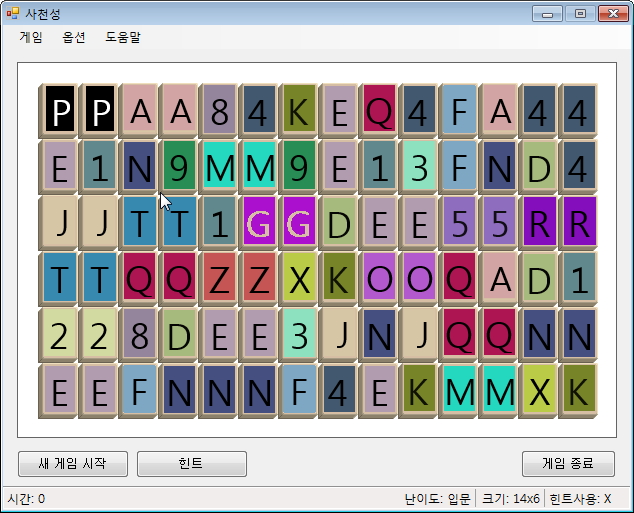 사천성
게임 옵션 도움말
P P A A 8 4 K E Q 4 F A 4 4
E 1 N 9 M M 9 E 1 3 F N D 4
J J T T 1 G G D E E 5 5 R R
T T Q Q Z Z X K O O Q A D 1
2 2 8 D E E 3 J N J Q Q N N
E E F N N N F 4 E K M M X K
새 게임 시작 힌트 게임 종료
시간: 0 난이도: 입문 크기: 14x6 힌트사용: X